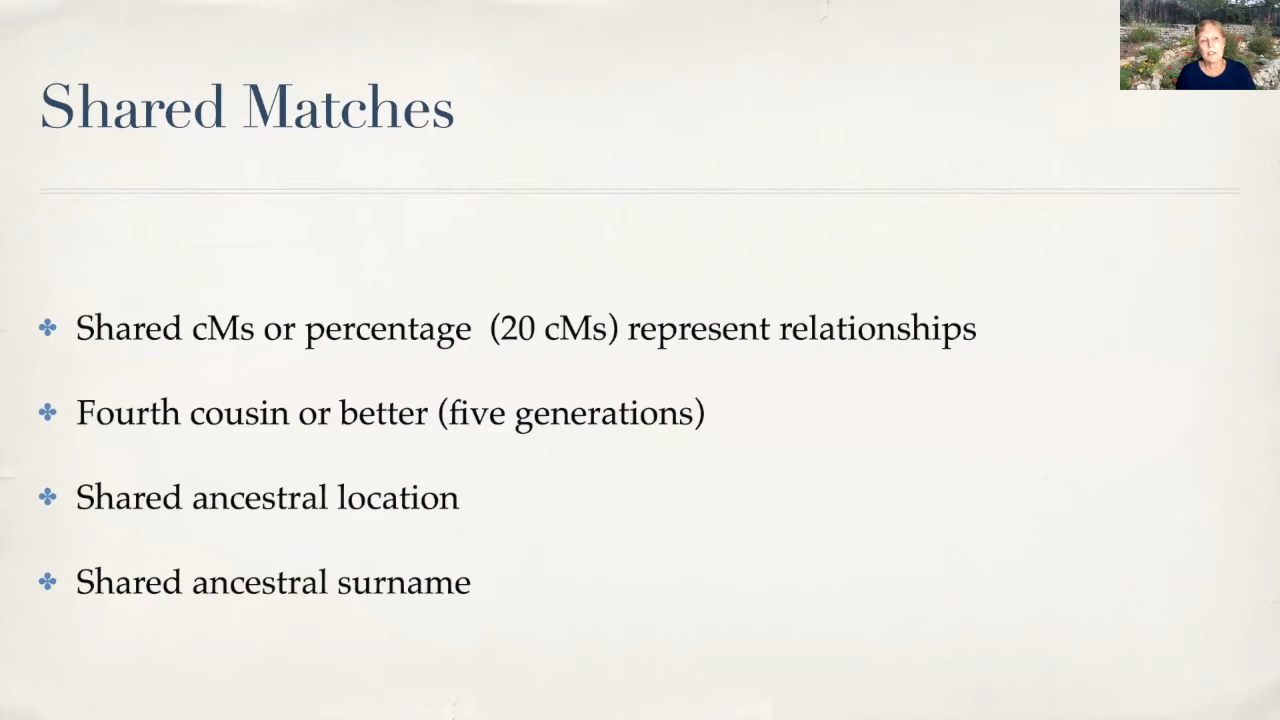 Shared Matches
Shared cMs or percentage (20 cMs) represent relationships
Fourth cousin or better (five generations)
Shared ancestral location
Shared ancestral surname